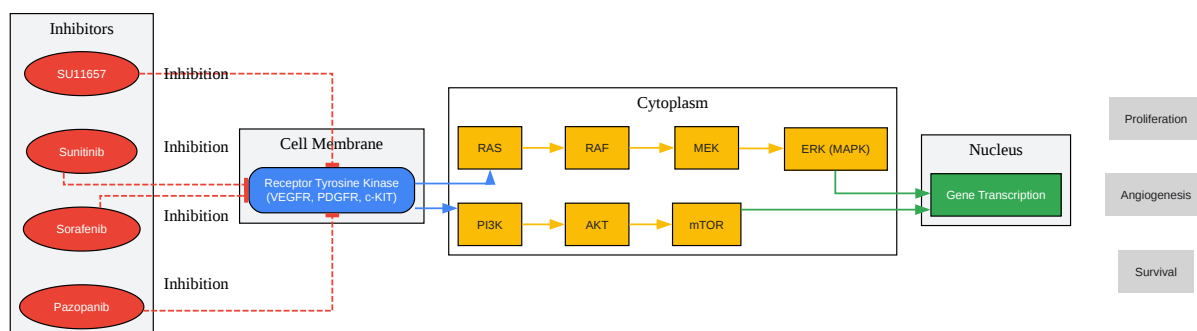 Inhibitors
SU11657
Sunitinib
Sorafenib
Pazopanib
Inhibition
Inhibition
Inhibition
Inhibition
Cell Membrane
Receptor Tyrosine Kinase
(VEGFR, PDGFR, c-KIT)
Cytoplasm
RAS
RAF
MEK
ERK (MAPK)
PI3K
AKT
mTOR
Nucleus
Gene Transcription
Proliferation
Angiogenesis
Survival